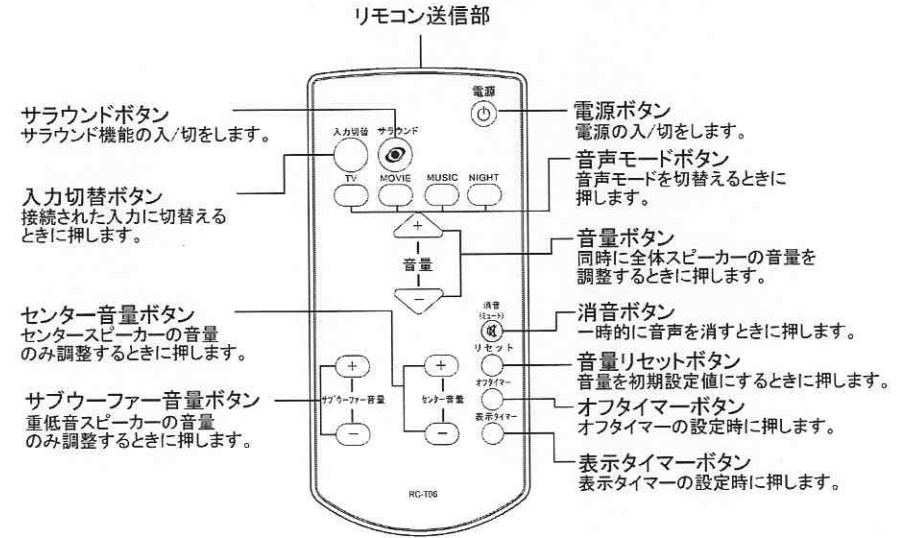 リモコン送信部
サラウンドボタン
サラウンド機能の入/切をします。
入力切替ボタン
接続された入力に切替える
ときに押します。
センター音量ボタン
センタースピーカーの音量
のみ調整するときに押します。
サブウーファー音量ボタン
重低音スピーカーの音量
のみ調整するときに押します。
電源
入力切替 サラウンド
TV MOVIE MUSIC NIGHT
+
音量
−
消音
(ミュート)
リセット
オフタイマー
表示タイマー
+ +
サブウーファー音量 センター音量
− −
RC-T06
電源ボタン
電源の入/切をします。
音声モードボタン
音声モードを切替えるときに
押します。
音量ボタン
同時に全体スピーカーの音量を
調整するときに押します。
消音ボタン
一時的に音声を消すときに押します。
音量リセットボタン
音量を初期設定値にするときに押します。
オフタイマーボタン
オフタイマーの設定時に押します。
表示タイマーボタン
表示タイマーの設定時に押します。